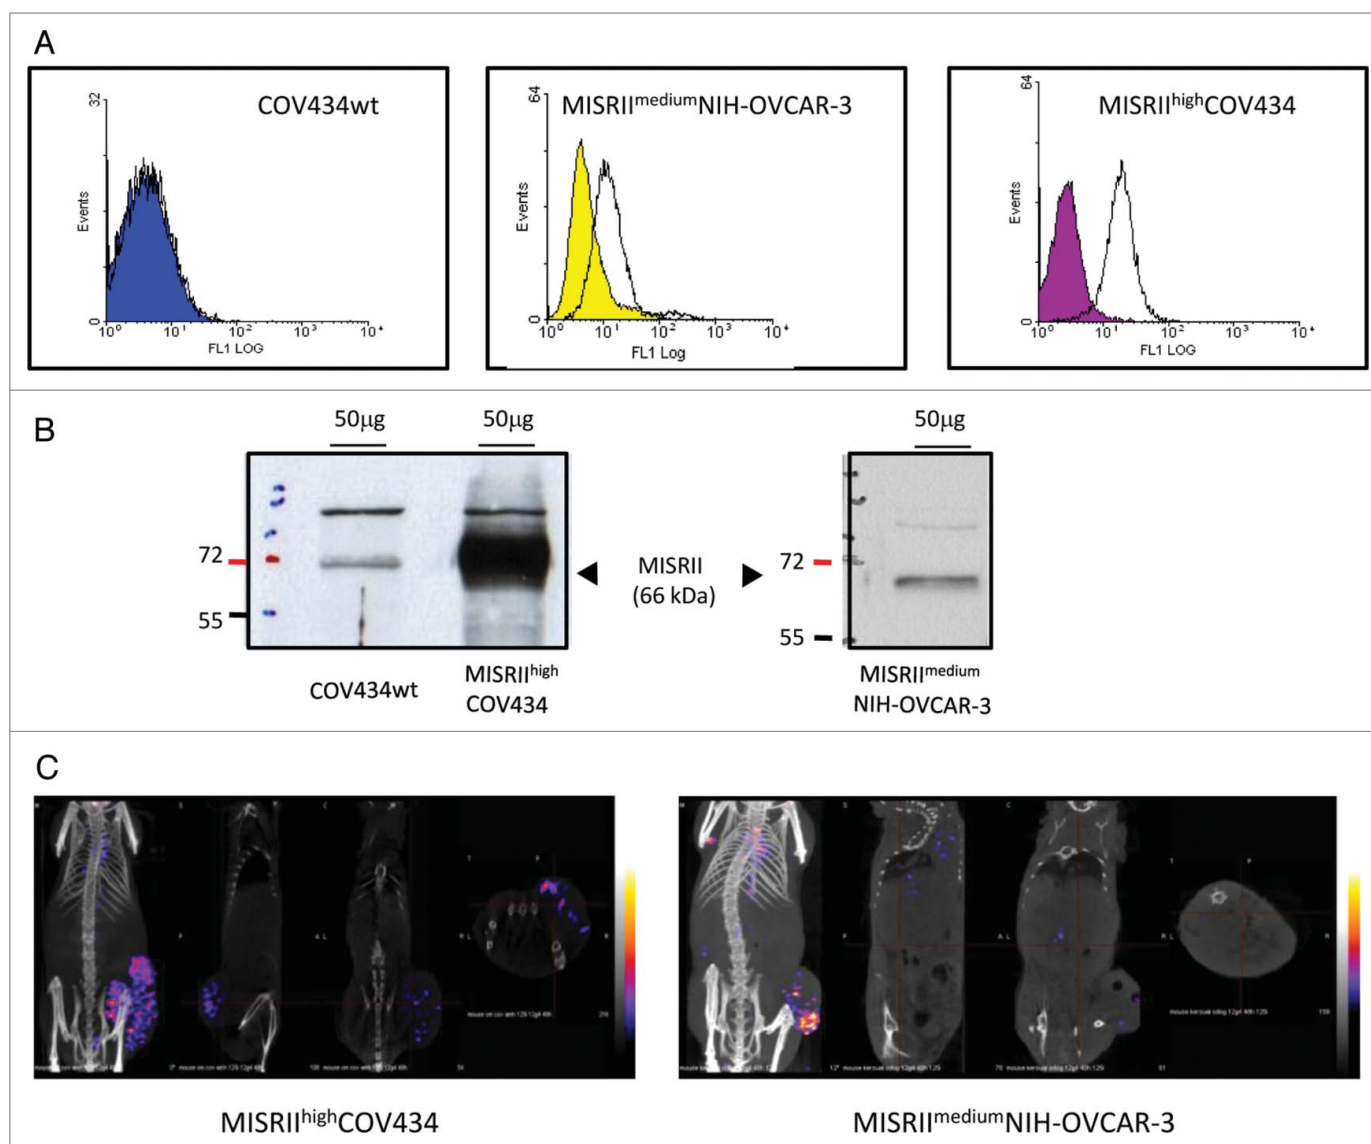 A
COV434wt
32
Events
0
10⁰ 10¹ 10² 10³ 10⁴
FL1 LOG
MISRIIᵐᵉᵈⁱᵘᵐNIH-OVCAR-3
64
Events
0
10⁰ 10¹ 10² 10³ 10⁴
FL1 Log
MISRIIʰⁱᵍʰCOV434
64
Events
0
10⁰ 10¹ 10² 10³ 10⁴
FL1 LOG
B
50µg
50µg
50µg
72
55
MISRII
(66 kDa)
72
55
COV434wt
MISRIIʰⁱᵍʰ
COV434
MISRIIᵐᵉᵈⁱᵘᵐ
NIH-OVCAR-3
C
MISRIIʰⁱᵍʰCOV434
MISRIIᵐᵉᵈⁱᵘᵐNIH-OVCAR-3